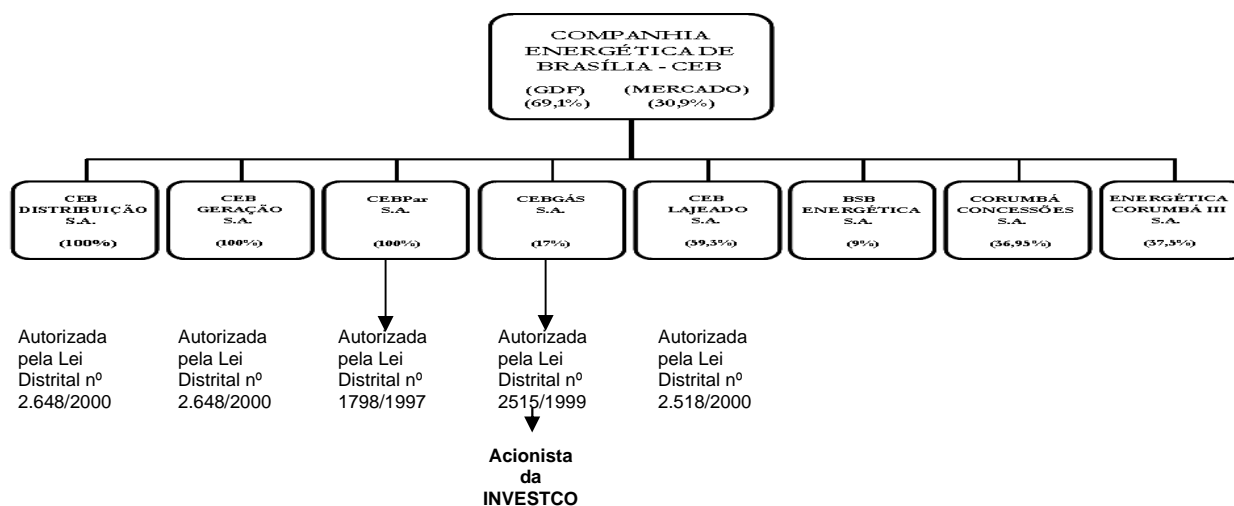 COMPANHIA
ENERGÉTICA DE
BRASÍLIA - CEB
(GDF) (MERCADO)
(69,1%) (30,9%)
CEB
DISTRIBUIÇÃO
S.A.
(100%)
CEB
GERAÇÃO
S.A.
(100%)
CEBPar
S.A.
(100%)
CEBGÁS
S.A.
(17%)
CEB
LAJEADO
S.A.
(59,3%)
BSB
ENERGÉTICA
S.A.
(9%)
CORUMBÁ
CONCESSÕES
S.A.
(36,95%)
ENERGÉTICA
CORUMBÁ III
S.A.
(37,5%)
Autorizada
pela Lei
Distrital nº
2.648/2000
Autorizada
pela Lei
Distrital nº
2.648/2000
Autorizada
pela Lei
Distrital nº
1798/1997
Autorizada
pela Lei
Distrital nº
2515/1999
Autorizada
pela Lei
Distrital nº
2.518/2000
Acionista
da
INVESTCO